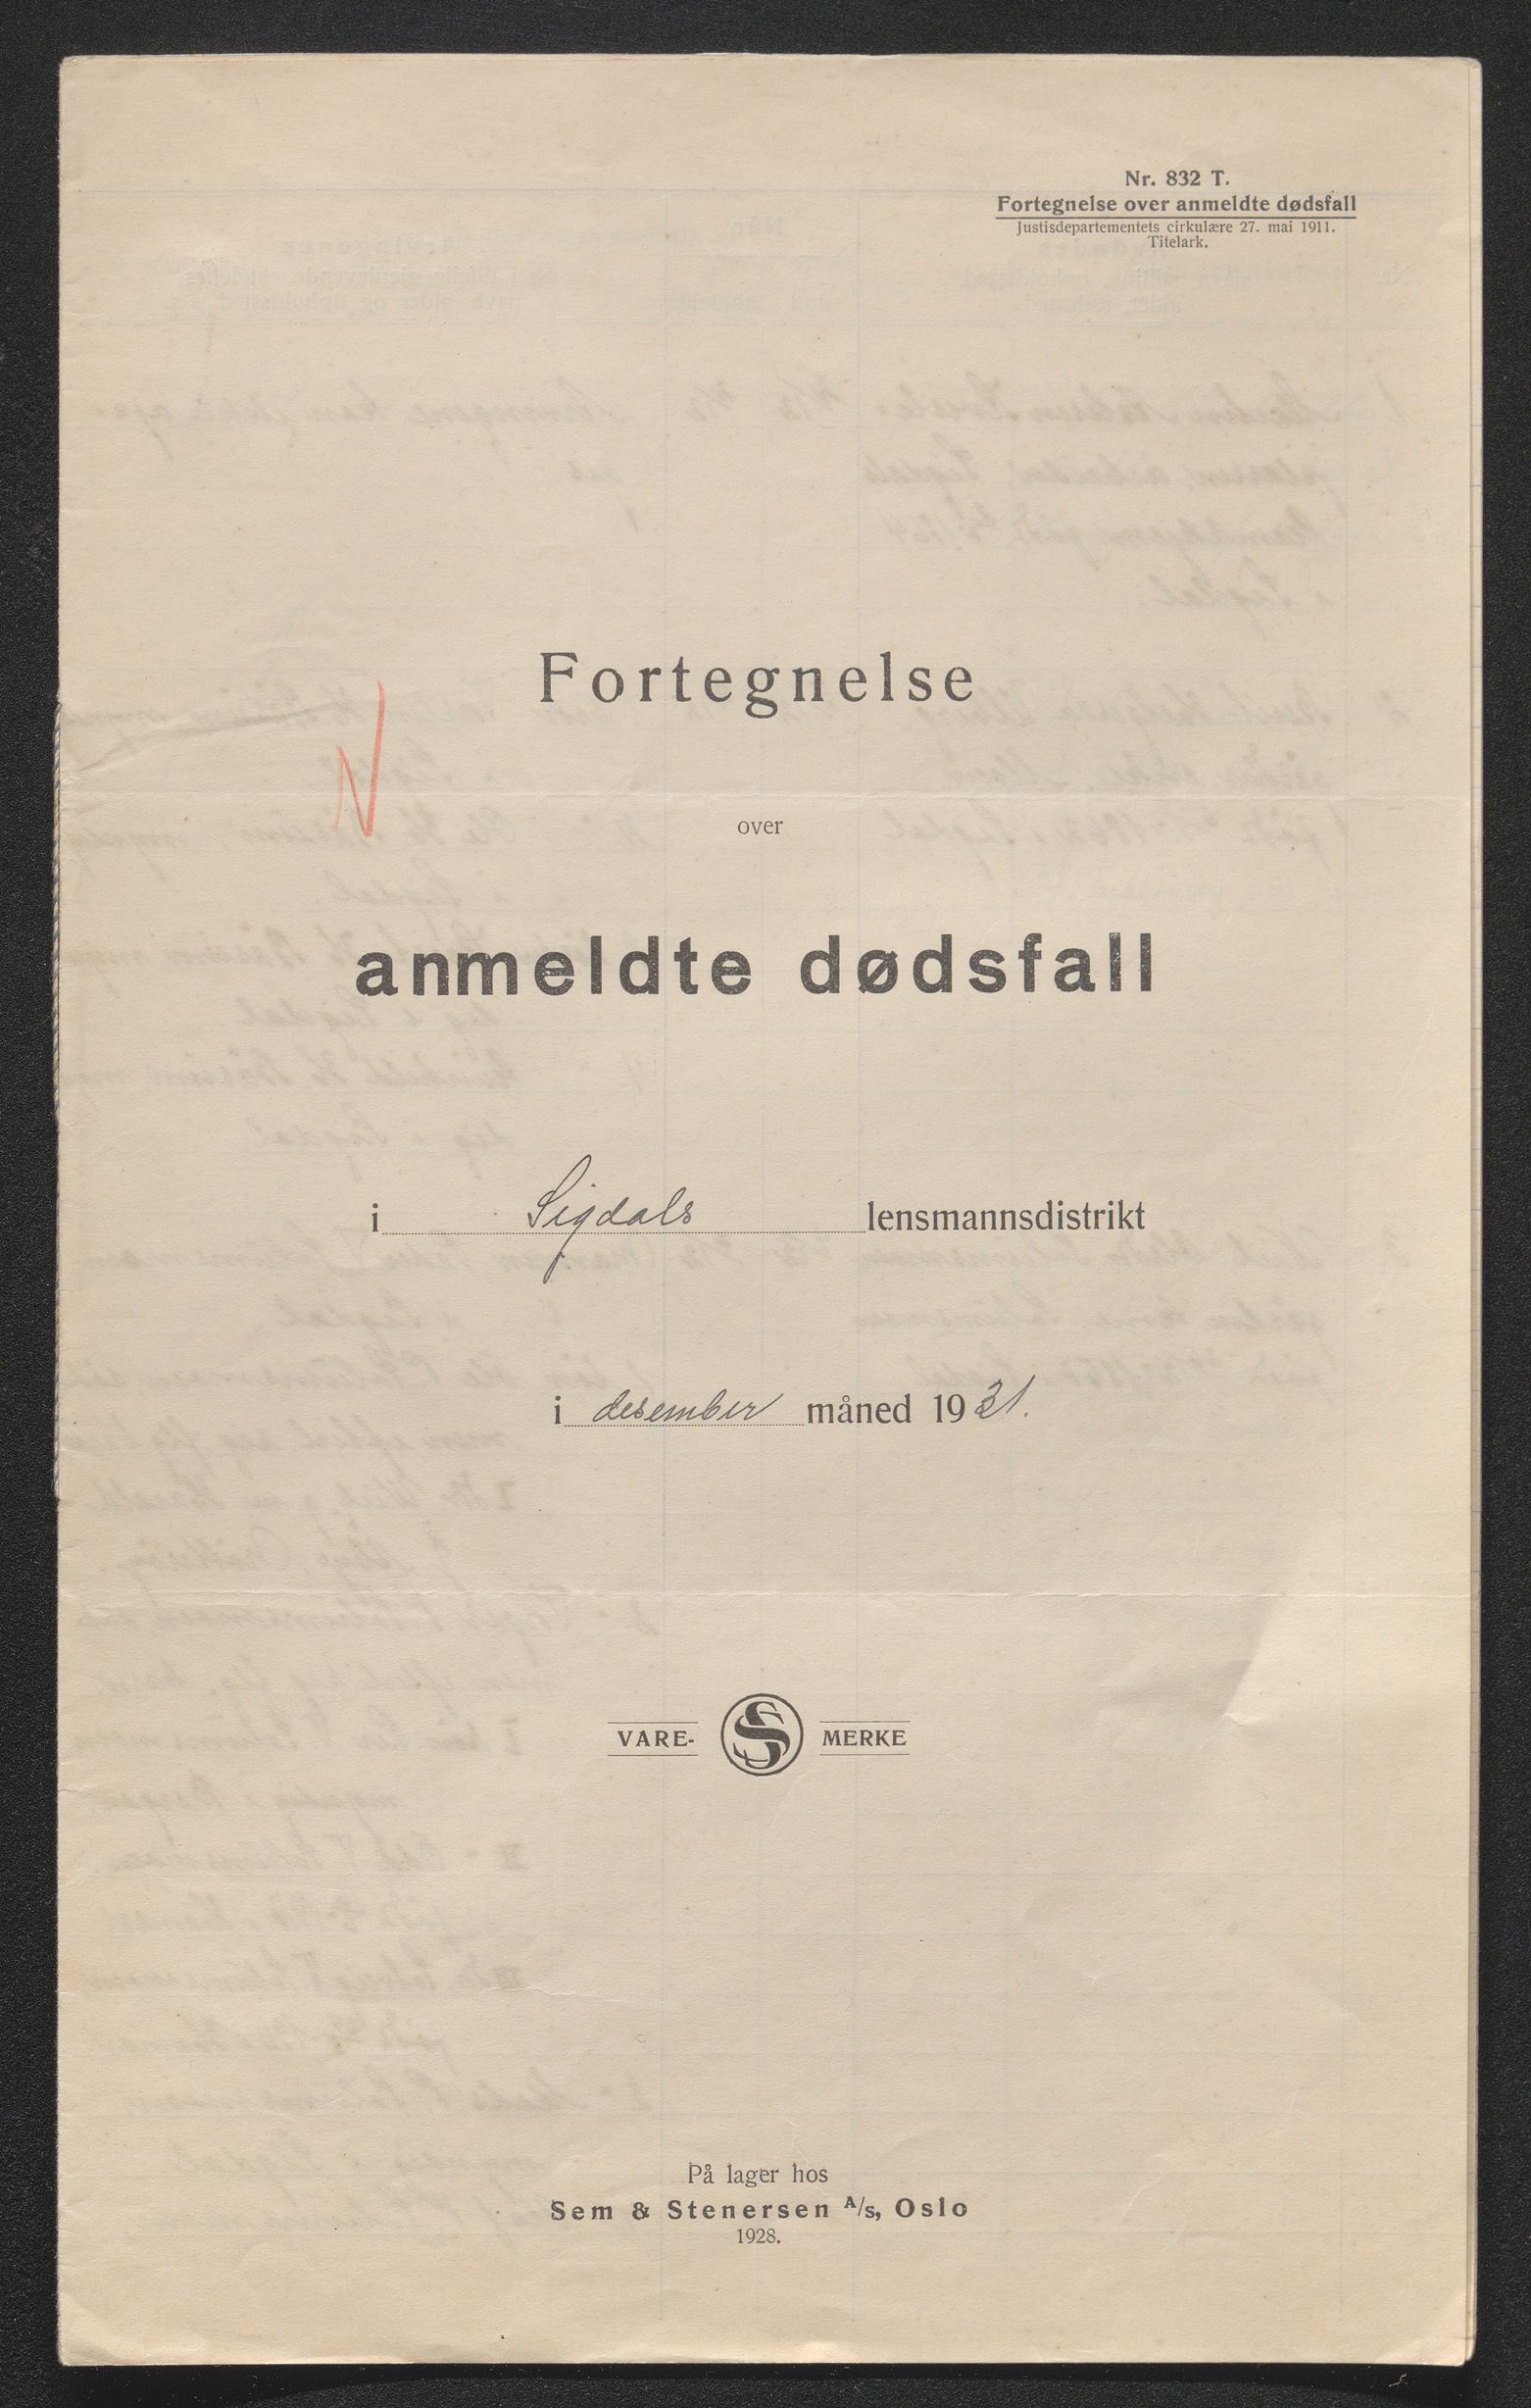 Nr. 832 T.
Fortegnelse over anmeldte dødsfall
Justisdepartementets cirkulære 27. mai 1911.
Titelark.
Fortegnelse
over
anmeldte dødsfall
i Sigdals lensmannsdistrikt
i desember måned 1931.
VARE- S MERKE
På lager hos
Sem & Stenersen A/s, Oslo
1928.